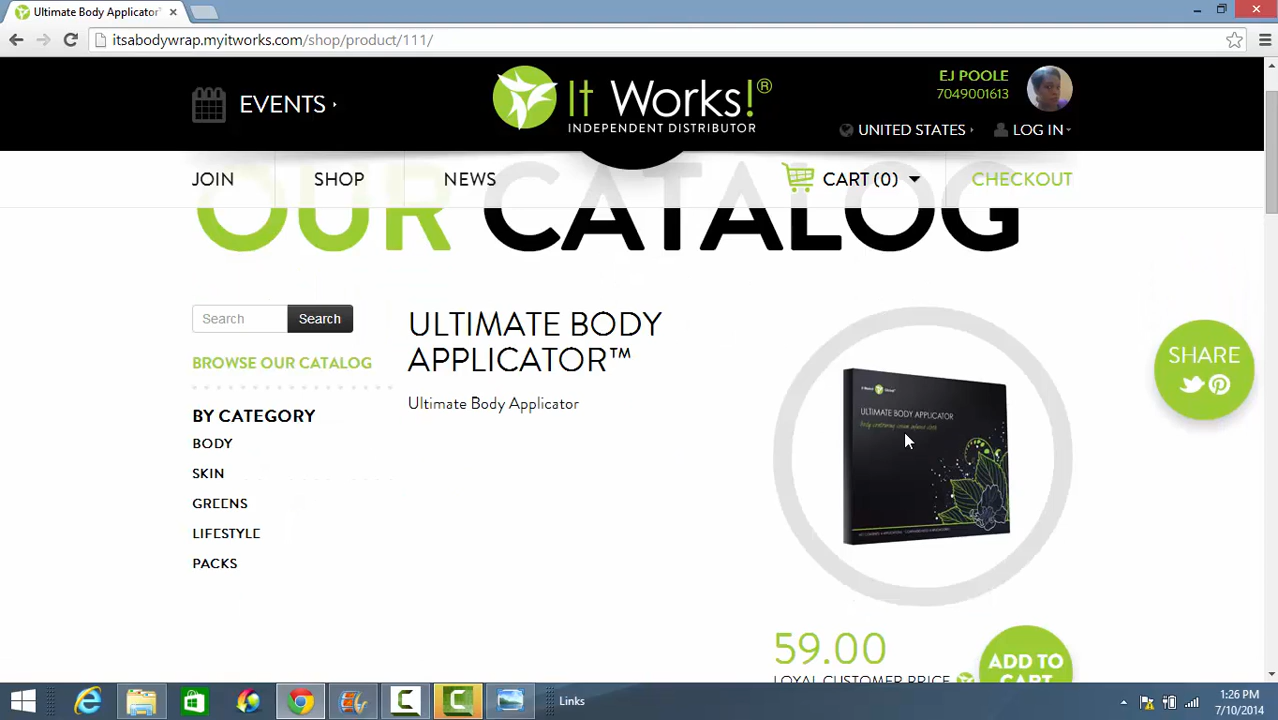 Ultimate Body Applicator
itsabodywrap.myitworks.com/shop/product/111/
EVENTS
It Works!®
INDEPENDENT DISTRIBUTOR
EJ POOLE
7049001613
UNITED STATES
LOG IN
JOIN
SHOP
NEWS
CART (0)
CHECKOUT
OUR CATALOG
Search
Search
BROWSE OUR CATALOG
BY CATEGORY
BODY
SKIN
GREENS
LIFESTYLE
PACKS
ULTIMATE BODY
APPLICATOR™
Ultimate Body Applicator
ULTIMATE BODY APPLICATOR
SHARE
59.00
LOYAL CUSTOMER PRICE
ADD TO
CART
Links
1:26 PM
7/10/2014